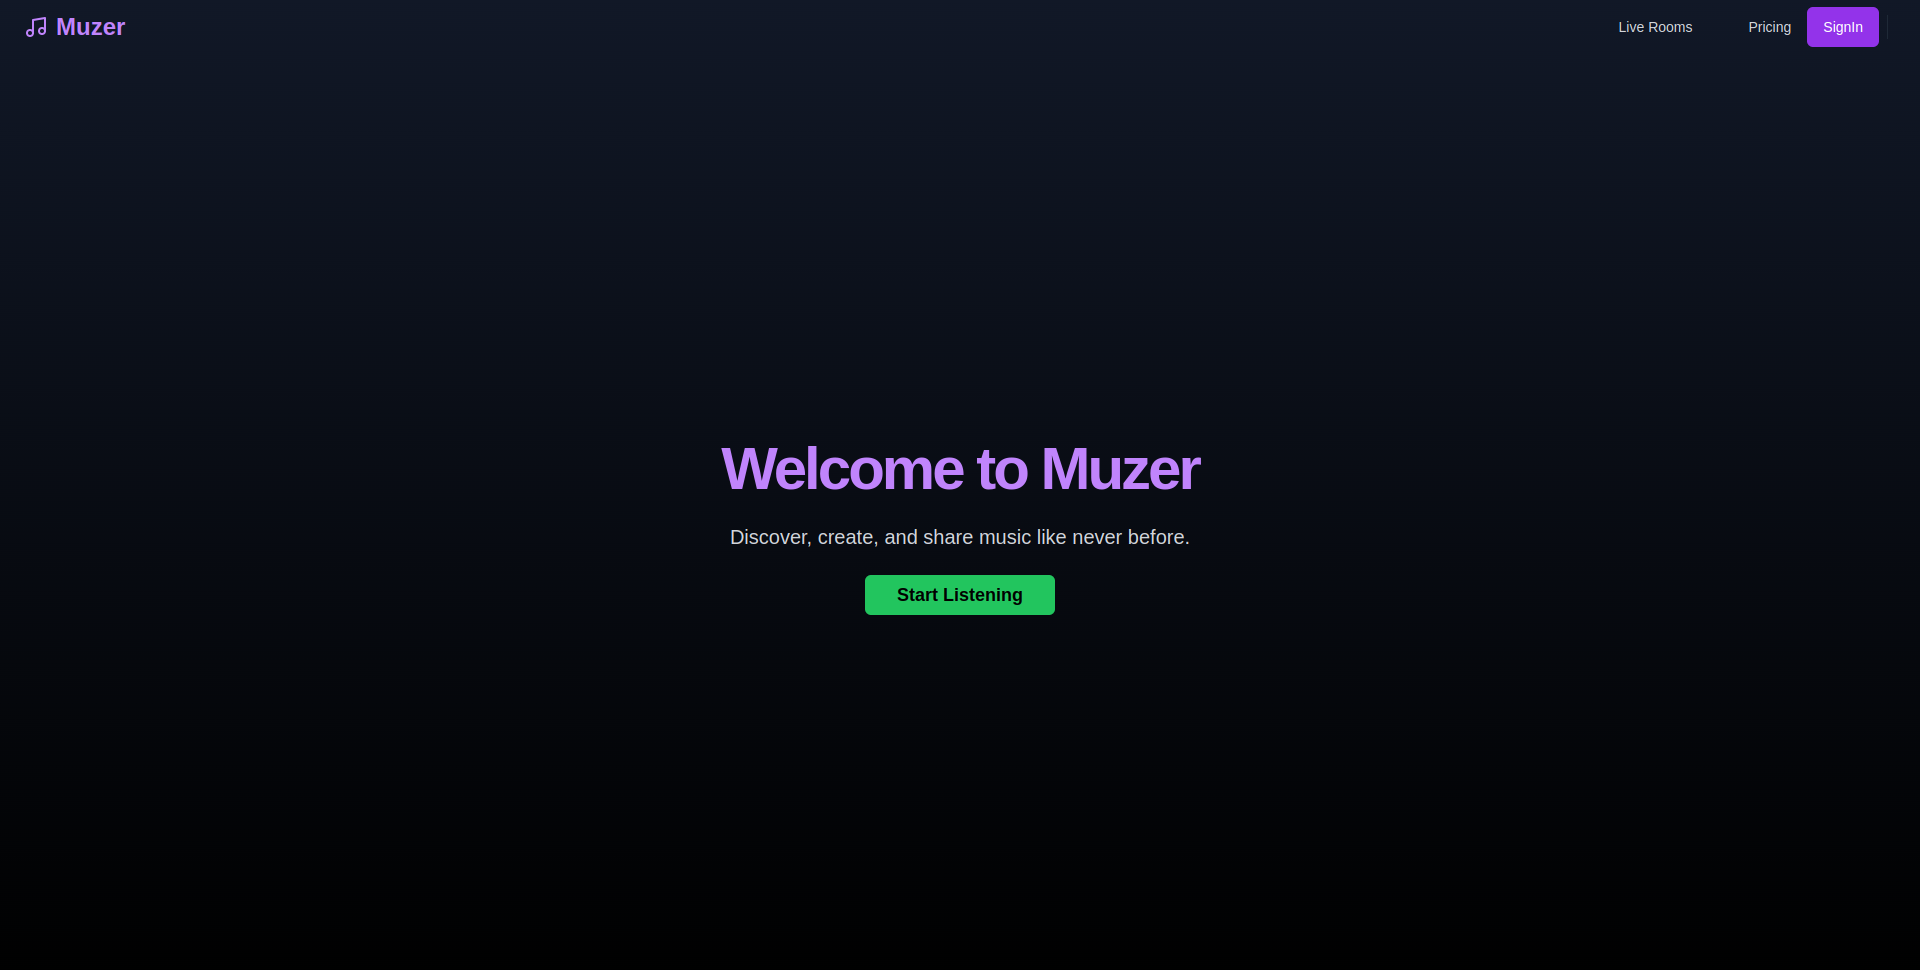 Muzer
Live Rooms
Pricing
SignIn
Welcome to Muzer
Discover, create, and share music like never before.
Start Listening